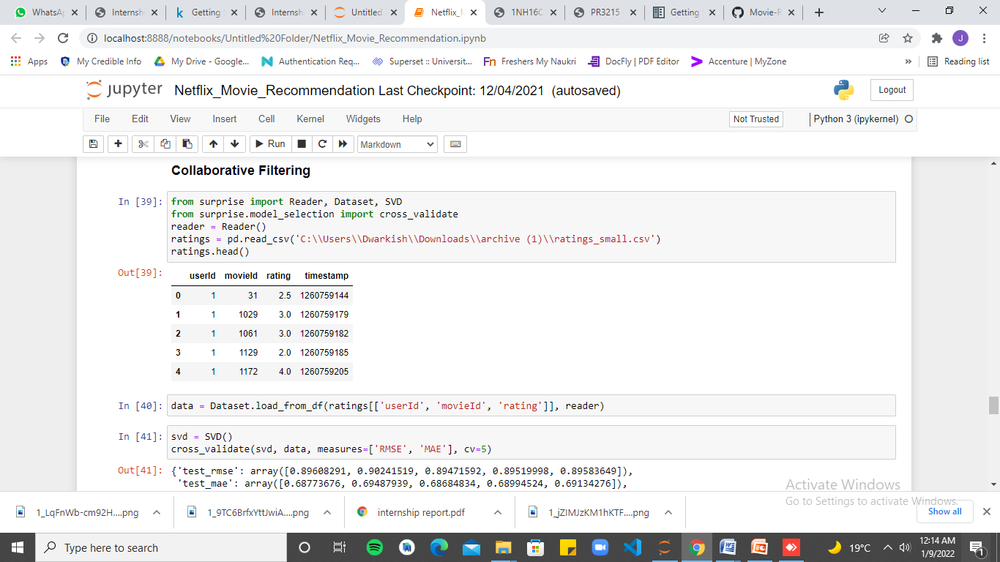 WhatsAp
Internsh
Getting
Internsh
Untitled
Netflix_M
1NH16C
PR3215
Getting
Movie-R
localhost:8888/notebooks/Untitled%20Folder/Netflix_Movie_Recommendation.ipynb
J
Apps
My Credible Info
My Drive - Google...
Authentication Req...
Superset :: Universit...
Fn Freshers My Naukri
DocFly | PDF Editor
Accenture | MyZone
»
Reading list
jupyter Netflix_Movie_Recommendation Last Checkpoint: 12/04/2021 (autosaved)
Logout
File Edit View Insert Cell Kernel Widgets Help
Not Trusted
Python 3 (ipykernel)
Run
Markdown
Collaborative Filtering
In [39]: from surprise import Reader, Dataset, SVD
from surprise.model_selection import cross_validate
reader = Reader()
ratings = pd.read_csv('C:\\Users\\Dwarkish\\Downloads\\archive (1)\\ratings_small.csv')
ratings.head()
Out[39]:
userId movieId rating timestamp
0 1 31 2.5 1260759144
1 1 1029 3.0 1260759179
2 1 1061 3.0 1260759182
3 1 1129 2.0 1260759185
4 1 1172 4.0 1260759205
In [40]: data = Dataset.load_from_df(ratings[['userId', 'movieId', 'rating']], reader)
In [41]: svd = SVD()
cross_validate(svd, data, measures=['RMSE', 'MAE'], cv=5)
Out[41]: {'test_rmse': array([0.89608291, 0.90241519, 0.89471592, 0.89519998, 0.89583649]),
'test_mae': array([0.68773676, 0.69487939, 0.68684834, 0.68994524, 0.69134276]),
Activate Windows
Go to Settings to activate Windows.
1_LqFnWb-cm92H....png
1_9TC6BrfxYttJwiA....png
internship report.pdf
1_jZIMJzKM1hKTF....png
Show all
Type here to search
19°C
12:14 AM
1/9/2022
1